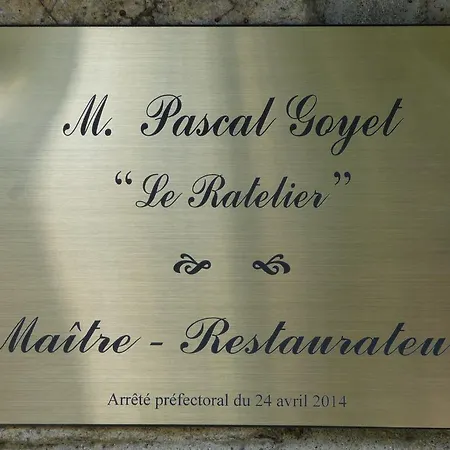 M. Pascal Goyet
“Le Ratelier”
Maître - Restaurateu
Arrêté préfectoral du 24 avril 2014